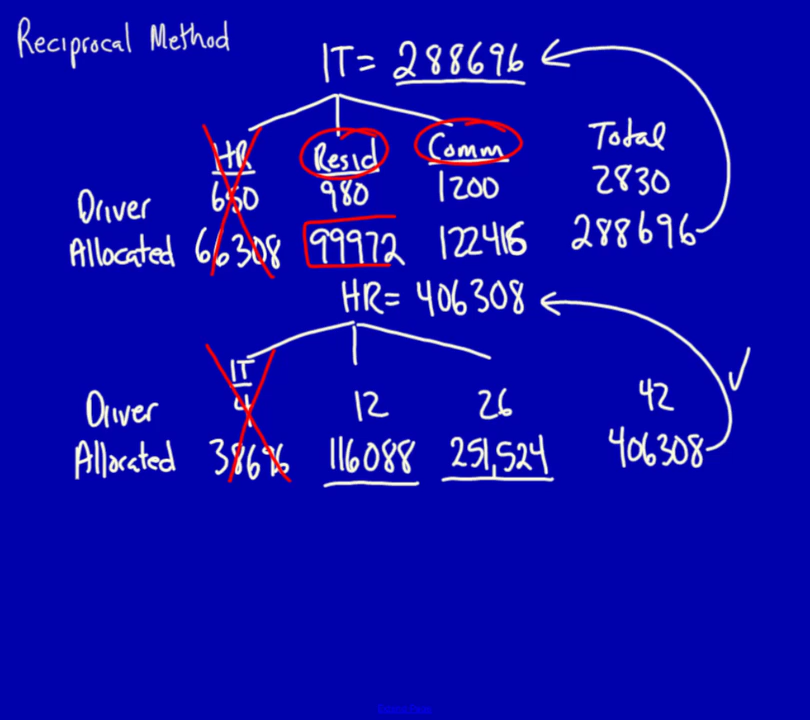 Reciprocal Method
IT= 288696
HR Resid Comm Total
Driver 650 980 1200 2830
Allocated 66308 99972 122416 288696
HR= 406308
IT
Driver 4 12 26 42
Allocated 38696 116088 251,524 406308